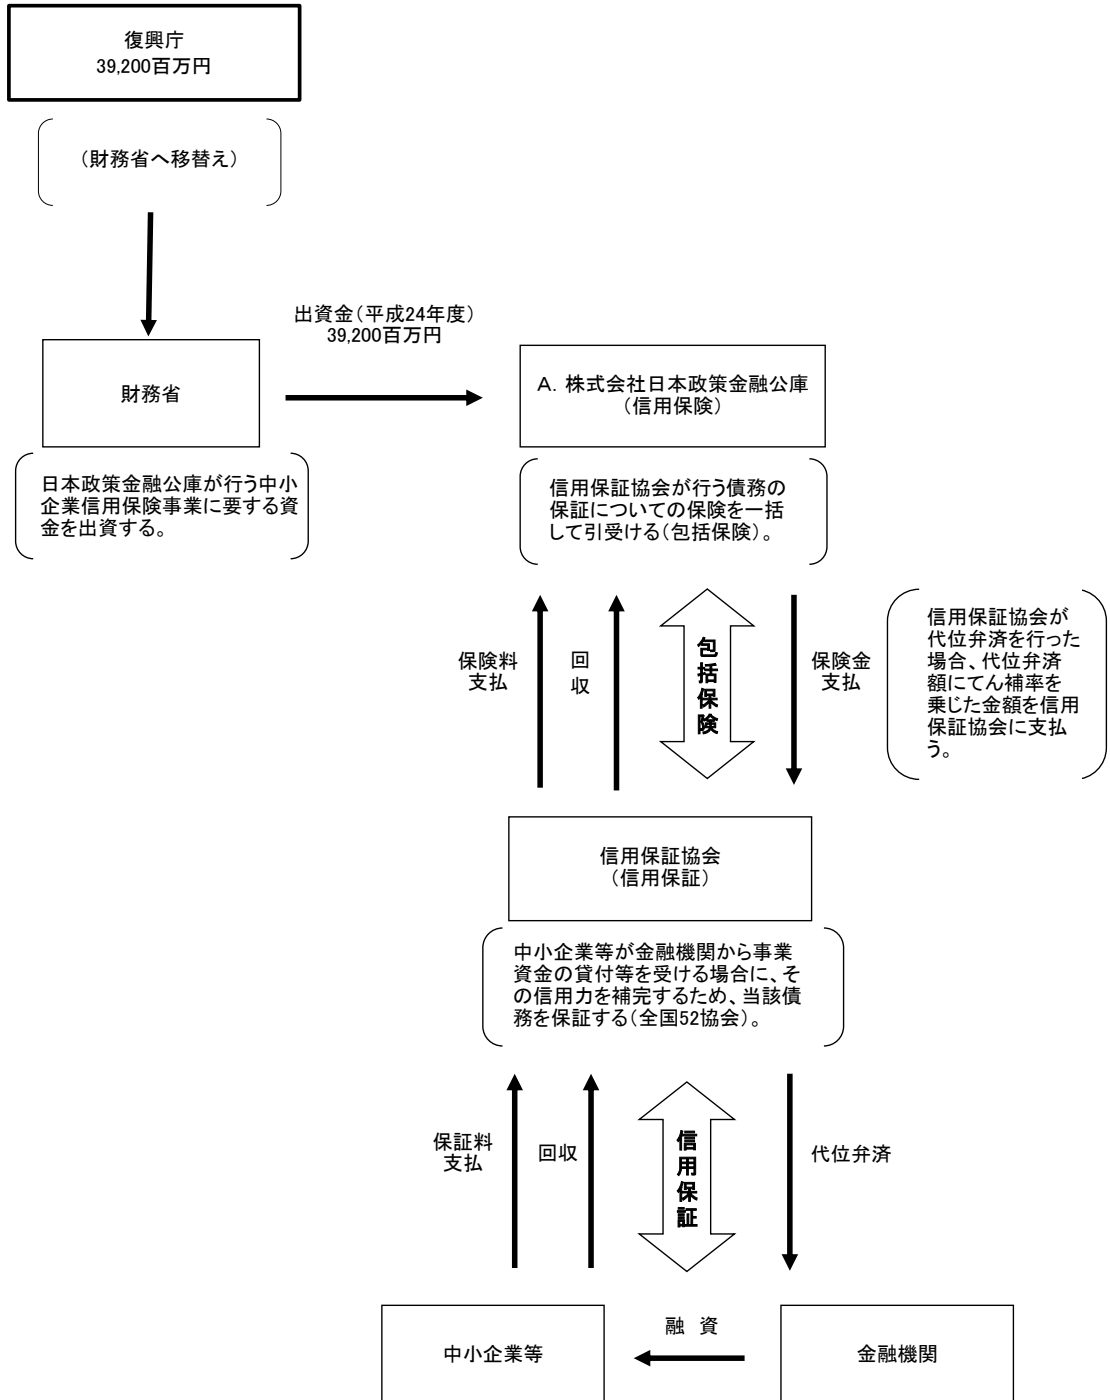 復興庁
39,200百万円
（財務省へ移替え）
出資金（平成24年度）
39,200百万円
財務省
A．株式会社日本政策金融公庫
（信用保険）
日本政策金融公庫が行う中小
企業信用保険事業に要する資
金を出資する。
信用保証協会が行う債務の
保証についての保険を一括
して引受ける（包括保険）。
保険料
支払
回
収
包括保険
保険金
支払
信用保証協会が
代位弁済を行った
場合、代位弁済
額にてん補率を
乗じた金額を信用
保証協会に支払
う。
信用保証協会
（信用保証）
中小企業等が金融機関から事業
資金の貸付等を受ける場合に、そ
の信用力を補完するため、当該債
務を保証する（全国52協会）。
保証料
支払
回収
信用保証
代位弁済
中小企業等
融　資
金融機関